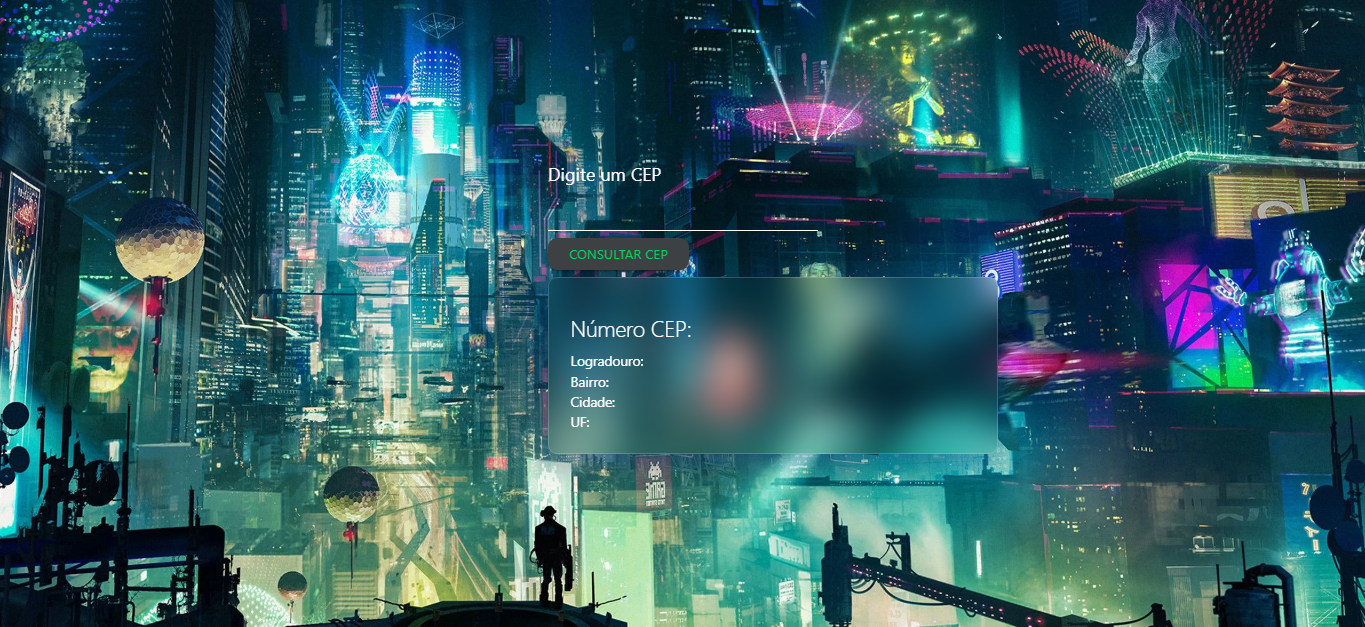 Digite um CEP
CONSULTAR CEP
Número CEP:
Logradouro:
Bairro:
Cidade:
UF: